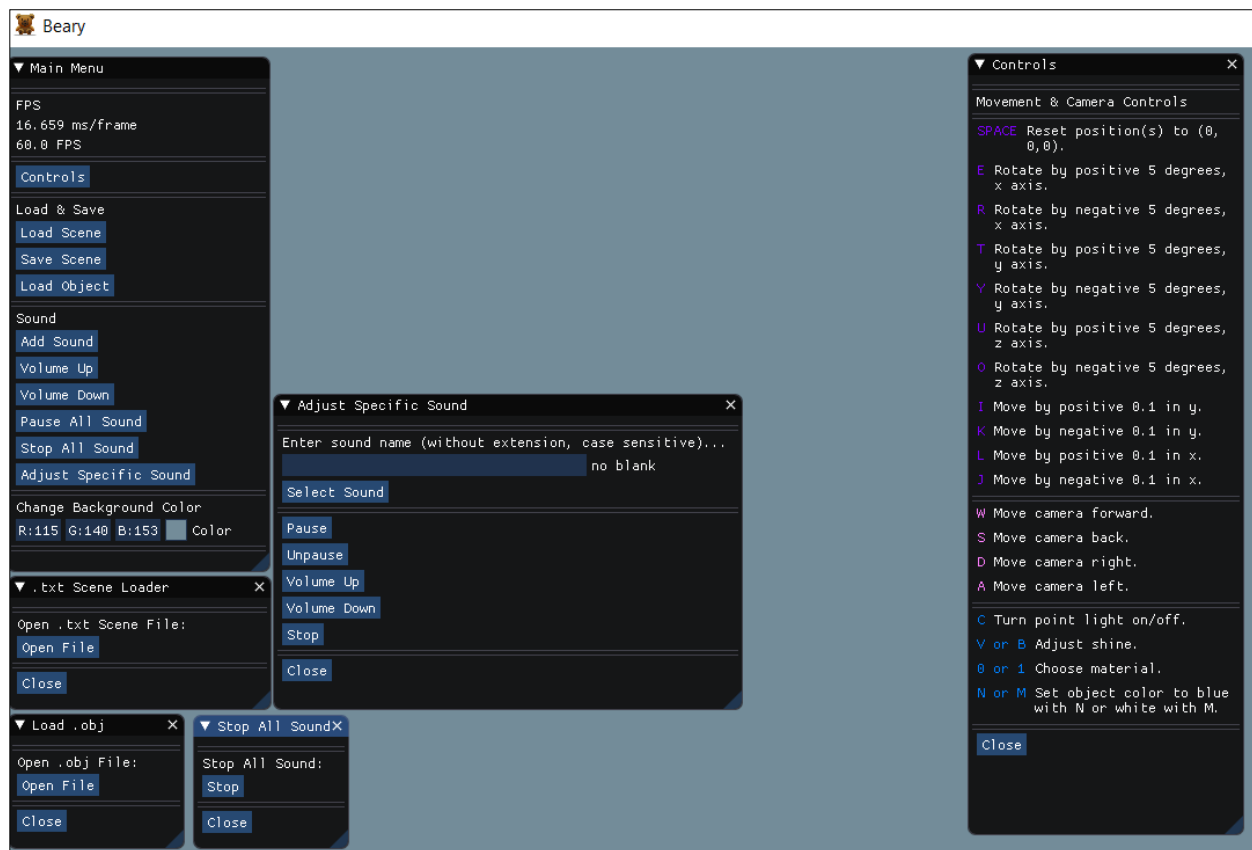 Beary
Main Menu
FPS
16.659 ms/frame
60.0 FPS
Controls
Load & Save
Load Scene
Save Scene
Load Object
Sound
Add Sound
Volume Up
Volume Down
Pause All Sound
Stop All Sound
Adjust Specific Sound
Change Background Color
R:115 G:140 B:153 Color
.txt Scene Loader
Open .txt Scene File:
Open File
Close
Load .obj
Open .obj File:
Open File
Close
Stop All Sound
Stop All Sound:
Stop
Close
Adjust Specific Sound
Enter sound name (without extension, case sensitive)...
no blank
Select Sound
Pause
Unpause
Volume Up
Volume Down
Stop
Close
Controls
Movement & Camera Controls
SPACE Reset position(s) to (0,
0,0).
E Rotate by positive 5 degrees,
x axis.
R Rotate by negative 5 degrees,
x axis.
T Rotate by positive 5 degrees,
y axis.
Y Rotate by negative 5 degrees,
y axis.
U Rotate by positive 5 degrees,
z axis.
O Rotate by negative 5 degrees,
z axis.
I Move by positive 0.1 in y.
K Move by negative 0.1 in y.
L Move by positive 0.1 in x.
J Move by negative 0.1 in x.
W Move camera forward.
S Move camera back.
D Move camera right.
A Move camera left.
C Turn point light on/off.
V or B Adjust shine.
0 or 1 Choose material.
N or M Set object color to blue
with N or white with M.
Close